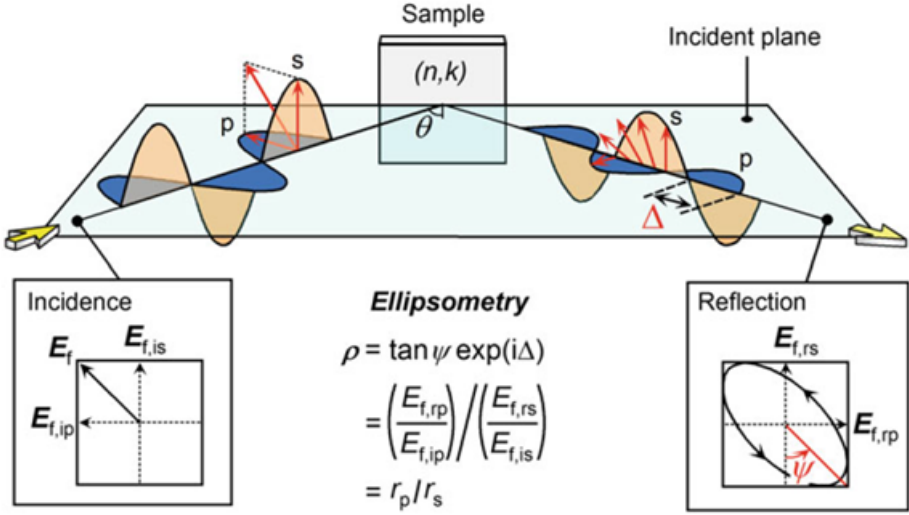 Sample
Incident plane
(n,k)
s
p
θ
s
p
Δ
Incidence
E_f
E_f,is
E_f,ip
Ellipsometry
ρ = tan ψ exp(iΔ)
= (E_f,rp / E_f,ip) / (E_f,rs / E_f,is)
= r_p/r_s
Reflection
E_f,rs
E_f,rp
ψ